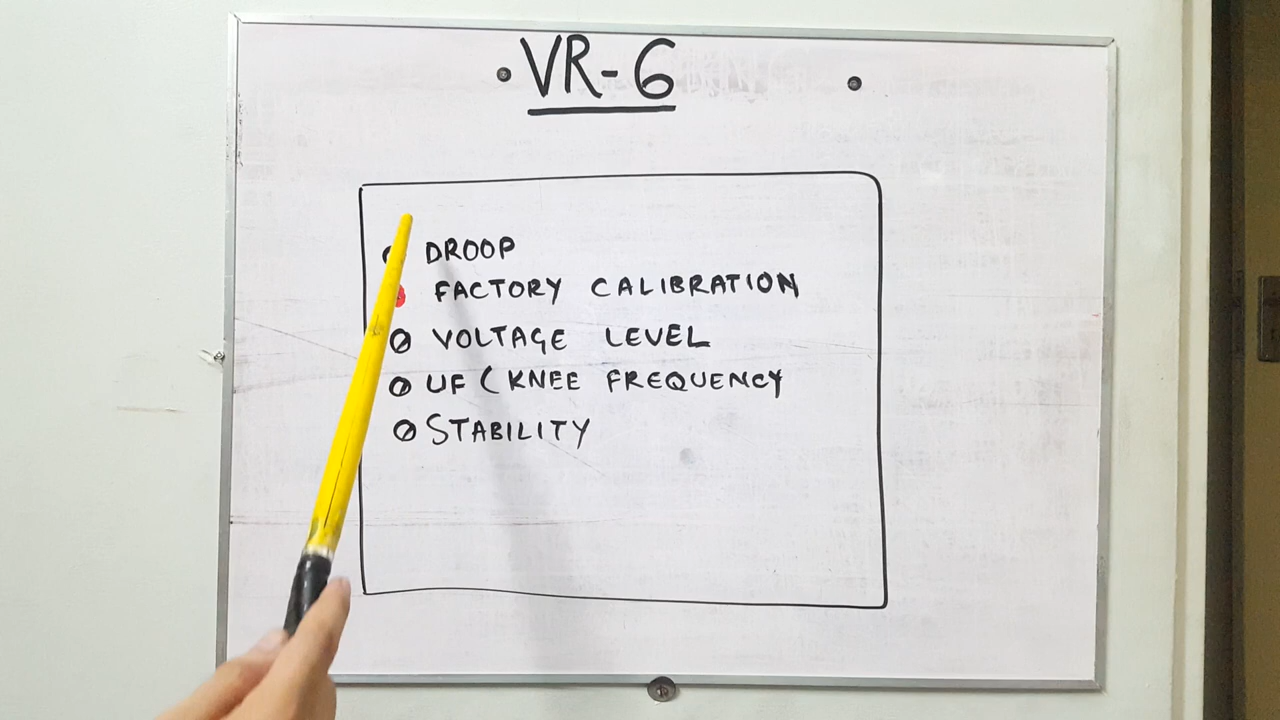 VR-6
DROOP
FACTORY CALIBRATION
VOLTAGE LEVEL
UF (KNEE FREQUENCY
STABILITY